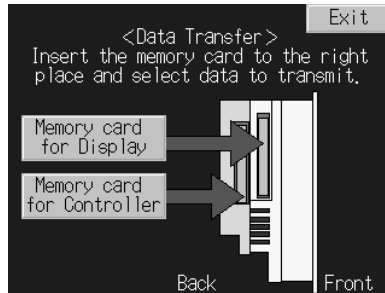 Exit
<Data Transfer>
Insert the memory card to the right
place and select data to transmit.
Memory card
for Display
Memory card
for Controller
Back
Front